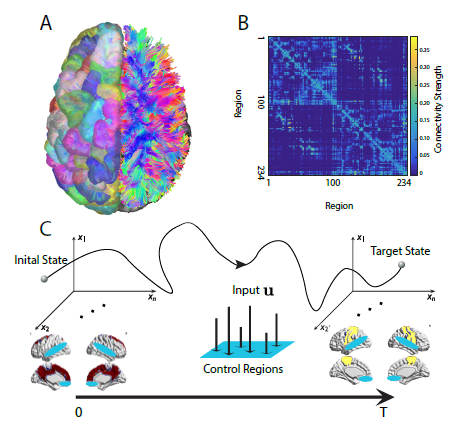 A
B
1
100
234
Region
1
100
234
Region
0.35
0.30
0.25
0.20
0.15
0.10
0.05
0
Connectivity Strength
C
x1
Inital State
xn
x2
Input u
Control Regions
x1
Target State
xn
x2
0
T